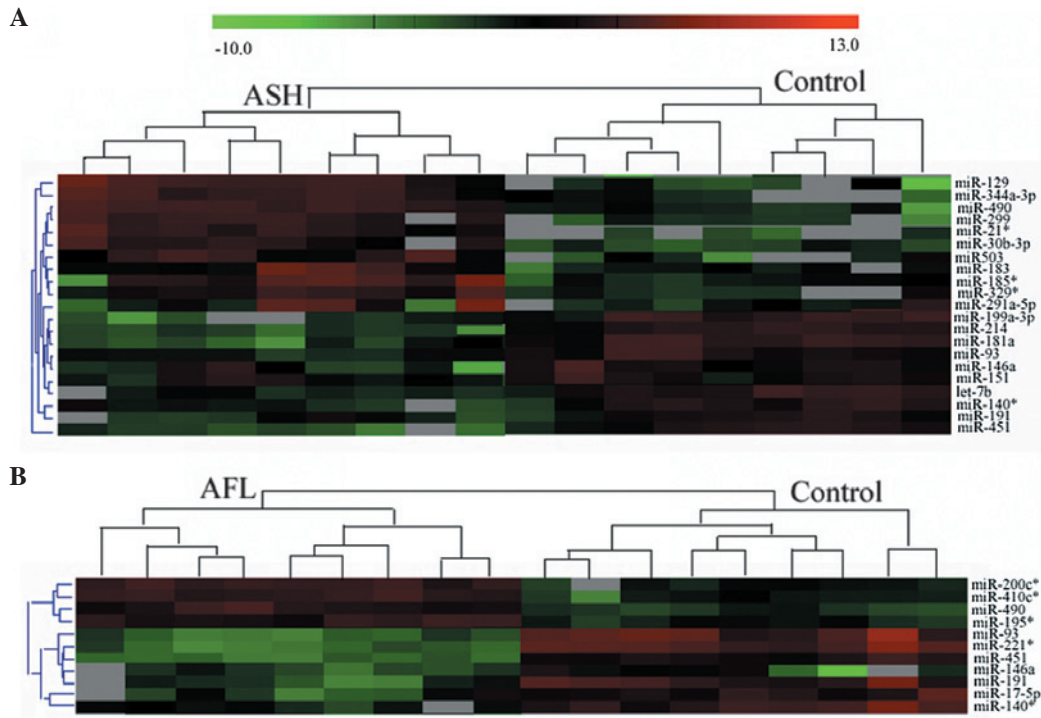 A
-10.0
13.0
ASH
Control
miR-129
miR-344a-3p
miR-490
miR-299
miR-21*
miR-30b-3p
miR503
miR-183
miR-185*
miR-329*
miR-291a-5p
miR-199a-3p
miR-214
miR-181a
miR-93
miR-146a
miR-151
let-7b
miR-140*
miR-191
miR-451
B
AFL
Control
miR-200c*
miR-410c*
miR-490
miR-195*
miR-93
miR-221*
miR-451
miR-146a
miR-191
miR-17-5p
miR-140*